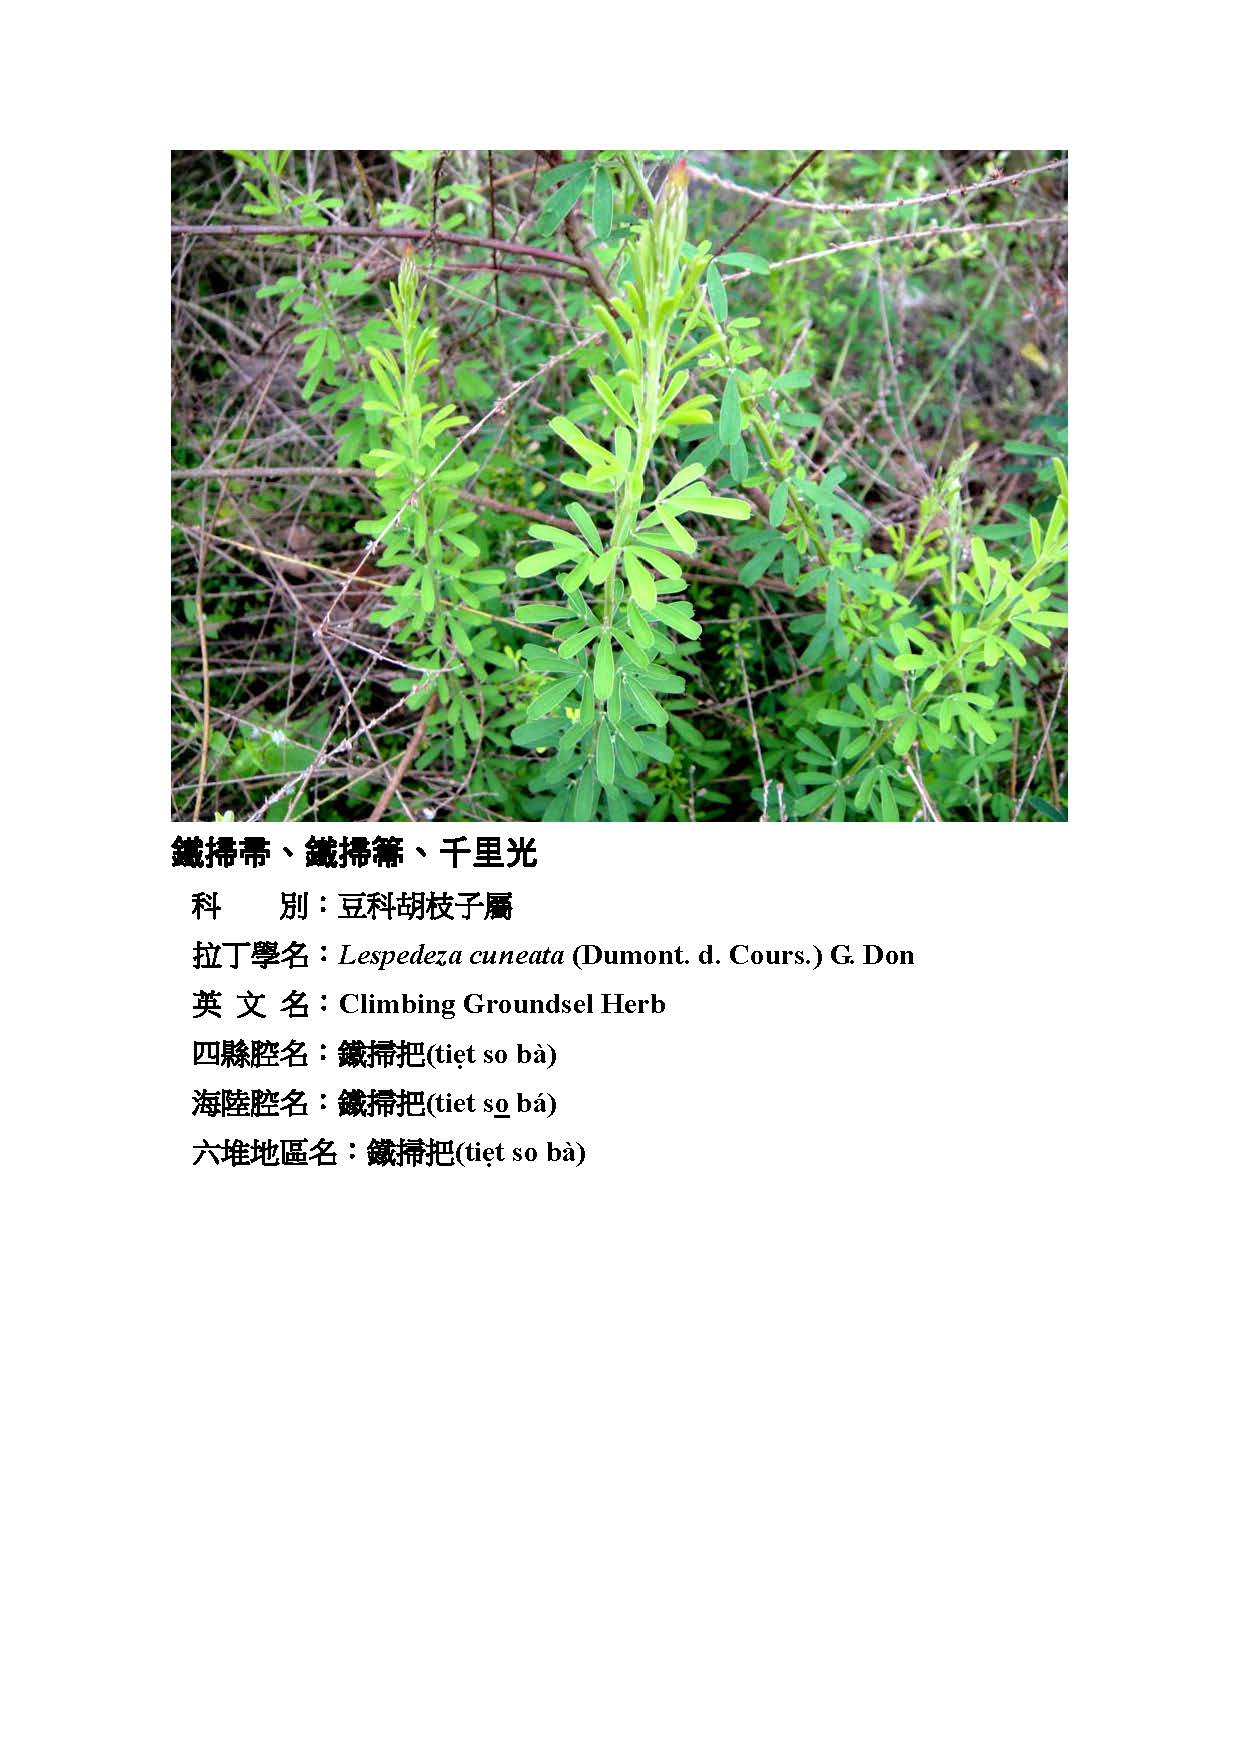 鐵掃帚、鐵掃箒、千里光
科　　別：豆科胡枝子屬
拉丁學名：Lespedeza cuneata (Dumont. d. Cours.) G. Don
英 文 名：Climbing Groundsel Herb
四縣腔名：鐵掃把(tiẹt so bà)
海陸腔名：鐵掃把(tiet so̲ bá)
六堆地區名：鐵掃把(tiẹt so bà)